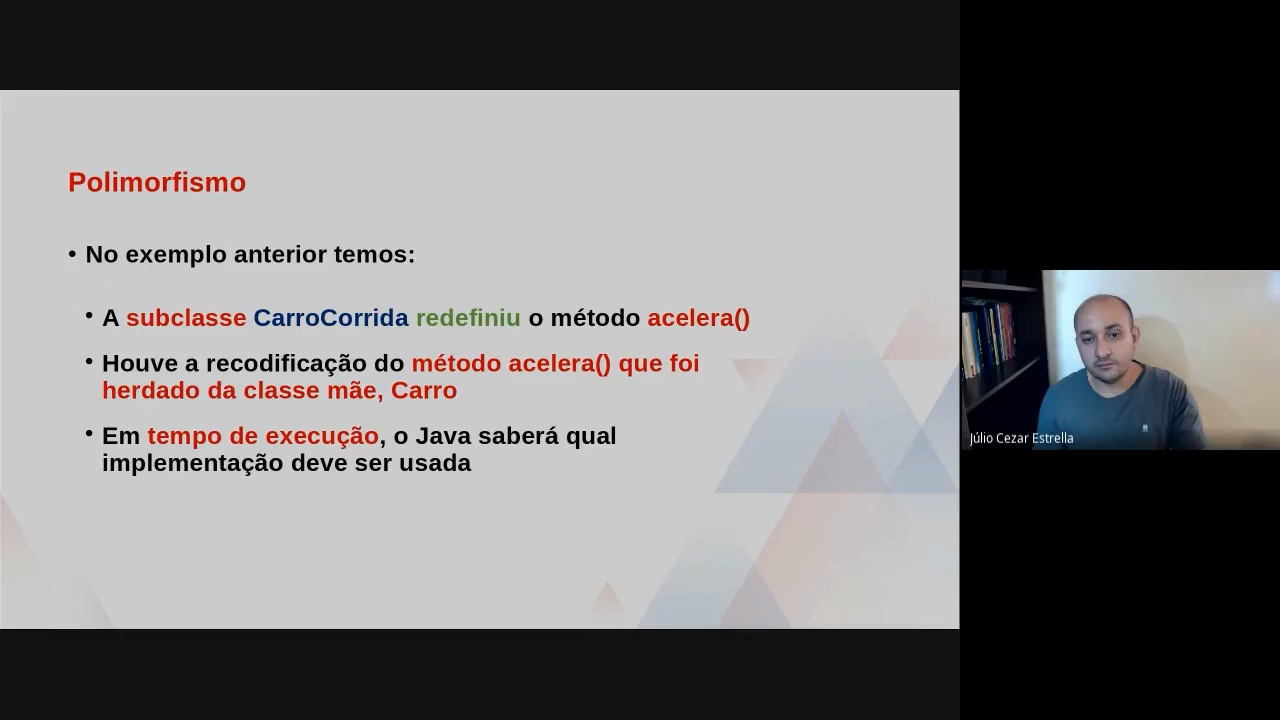 Polimorfismo
• No exemplo anterior temos:
• A subclasse CarroCorrida redefiniu o método acelera()
• Houve a recodificação do método acelera() que foi
herdado da classe mãe, Carro
• Em tempo de execução, o Java saberá qual
implementação deve ser usada
Júlio Cezar Estrella